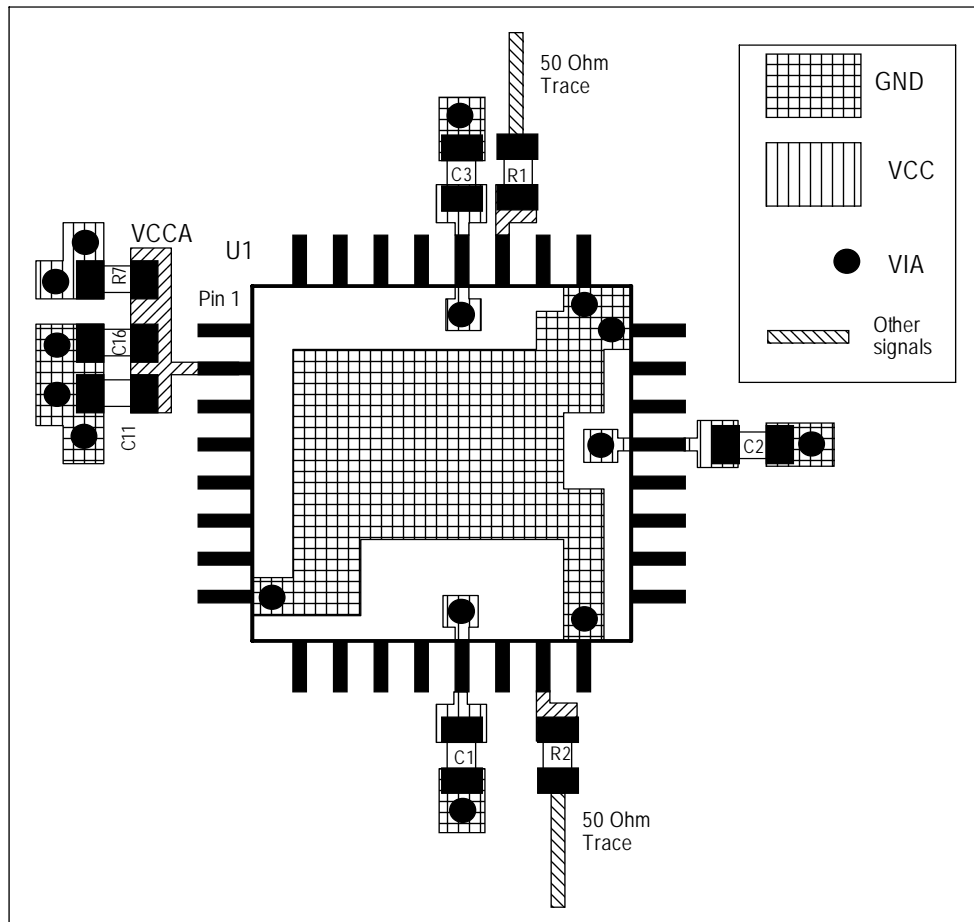 50 Ohm
Trace
GND
C3
R1
VCC
VCCA
U1
R7
VIA
Pin 1
C16
Other
signals
C11
C2
C1
R2
50 Ohm
Trace